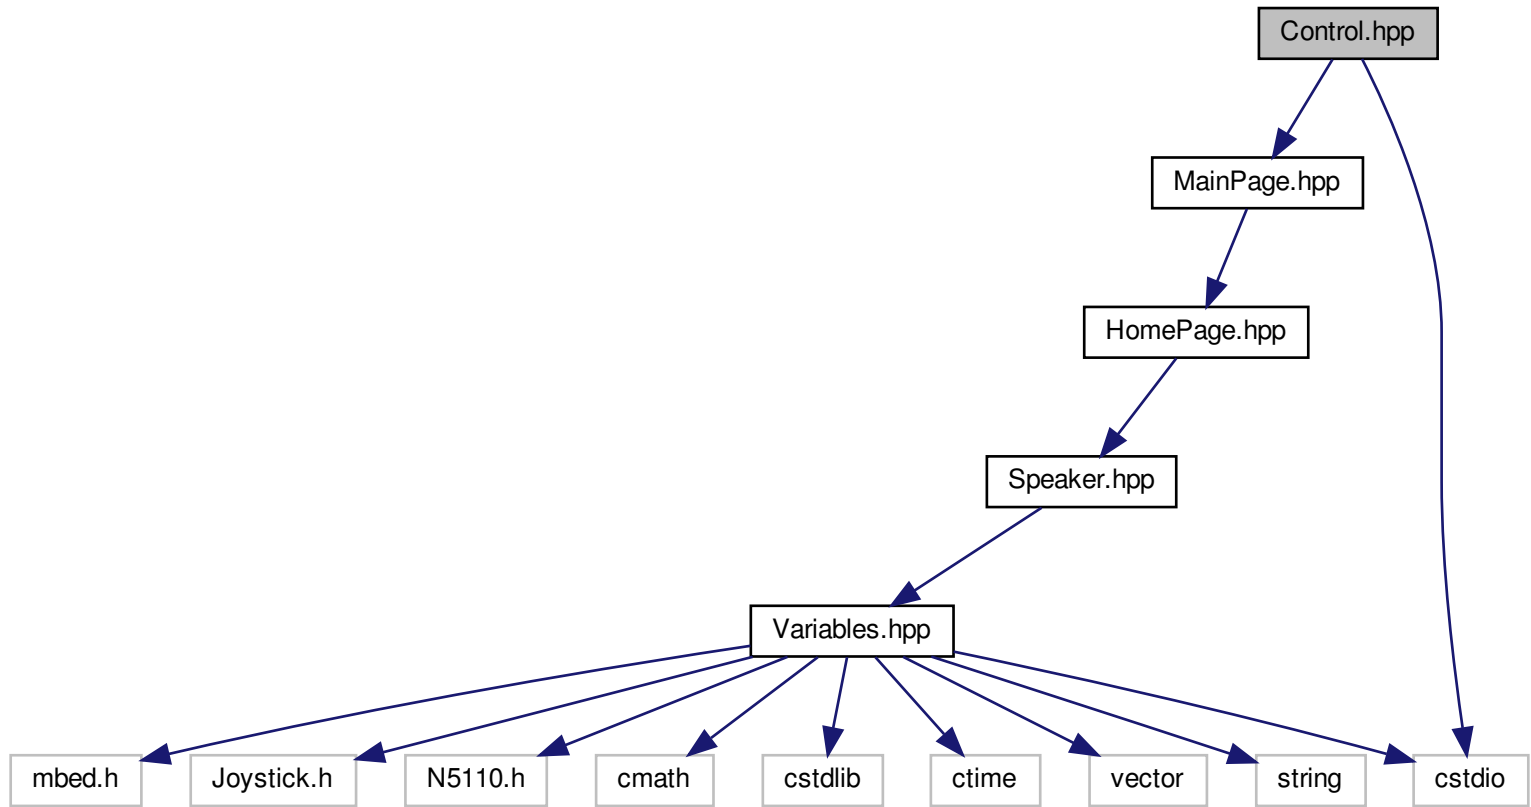 Control.hpp
MainPage.hpp
HomePage.hpp
Speaker.hpp
Variables.hpp
mbed.h
Joystick.h
N5110.h
cmath
cstdlib
ctime
vector
string
cstdio